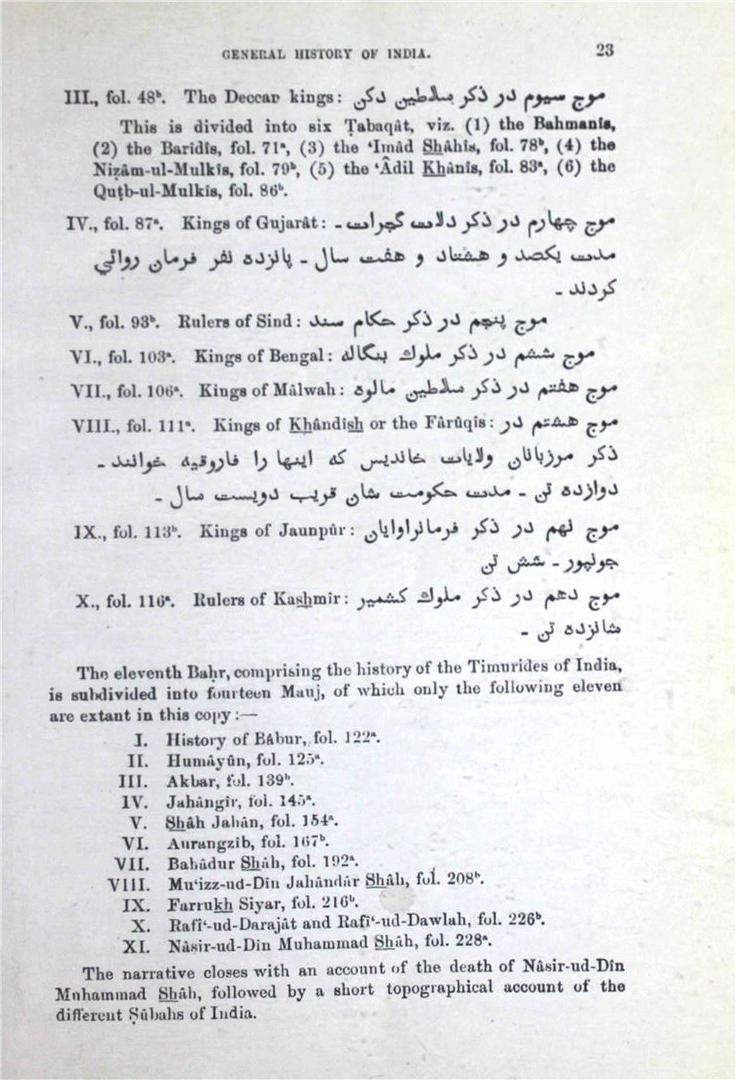 GENERAL HISTORY OF INDIA. 23
III., fol. 48ᵇ. The Deccan kings: موج سیوم در ذکر سلاطین دکن
This is divided into six Ṭabaqât, viz. (1) the Bahmanîs,
(2) the Barîdîs, fol. 71ᵃ, (3) the ‘Imâd Shâhîs, fol. 78ᵇ, (4) the
Niẓâm-ul-Mulkîs, fol. 79ᵇ, (5) the ‘Âdil Khânîs, fol. 83ᵃ, (6) the
Quṭb-ul-Mulkîs, fol. 86ᵇ.
IV., fol. 87ᵃ. Kings of Gujarât: موج چهارم در ذکر دلات گجرات -
مدت یکصد و هشتاد و هفت سال - پانزده نفر فرمان روائي
کردند -
V., fol. 93ᵇ. Rulers of Sind: موج پنجم در ذکر حکام سند
VI., fol. 103ᵃ. Kings of Bengal: موج ششم در ذکر ملوك بنگاله
VII., fol. 106ᵃ. Kings of Mâlwah: موج هفتم در ذکر سلاطین مالوه
VIII., fol. 111ᵃ. Kings of Khândîsh or the Fârûqîs: موج هشتم در
ذکر مرزبانان ولایات خاندیس که اینها را فاروقیه خوانند -
دوازده تن - مدت حکومت شان قریب دویست سال -
IX., fol. 113ᵇ. Kings of Jaunpûr: موج نهم در ذکر فرمانراوایان
جونپور - شش تن
X., fol. 116ᵃ. Rulers of Kashmîr: موج دهم در ذکر ملوك کشمیر
شانزده تن -
The eleventh Baḥr, comprising the history of the Timurides of India,
is subdivided into fourteen Mauj, of which only the following eleven
are extant in this copy:—
I. History of Bâbur, fol. 122ᵃ.
II. Humâyûn, fol. 125ᵃ.
III. Akbar, fol. 139ᵇ.
IV. Jahângîr, fol. 145ᵃ.
V. Shâh Jahân, fol. 154ᵃ.
VI. Aurangzîb, fol. 167ᵇ.
VII. Bahâdur Shâh, fol. 192ᵃ.
VIII. Mu‘izz-ud-Dîn Jahândâr Shâh, fol. 208ᵇ.
IX. Farrukh Siyar, fol. 216ᵇ.
X. Rafî‘-ud-Darajât and Rafî‘-ud-Dawlah, fol. 226ᵇ.
XI. Nâsir-ud-Dîn Muhammad Shâh, fol. 228ᵃ.
The narrative closes with an account of the death of Nâsir-ud-Dîn
Muhammad Shâh, followed by a short topographical account of the
different Ṣûbahs of India.